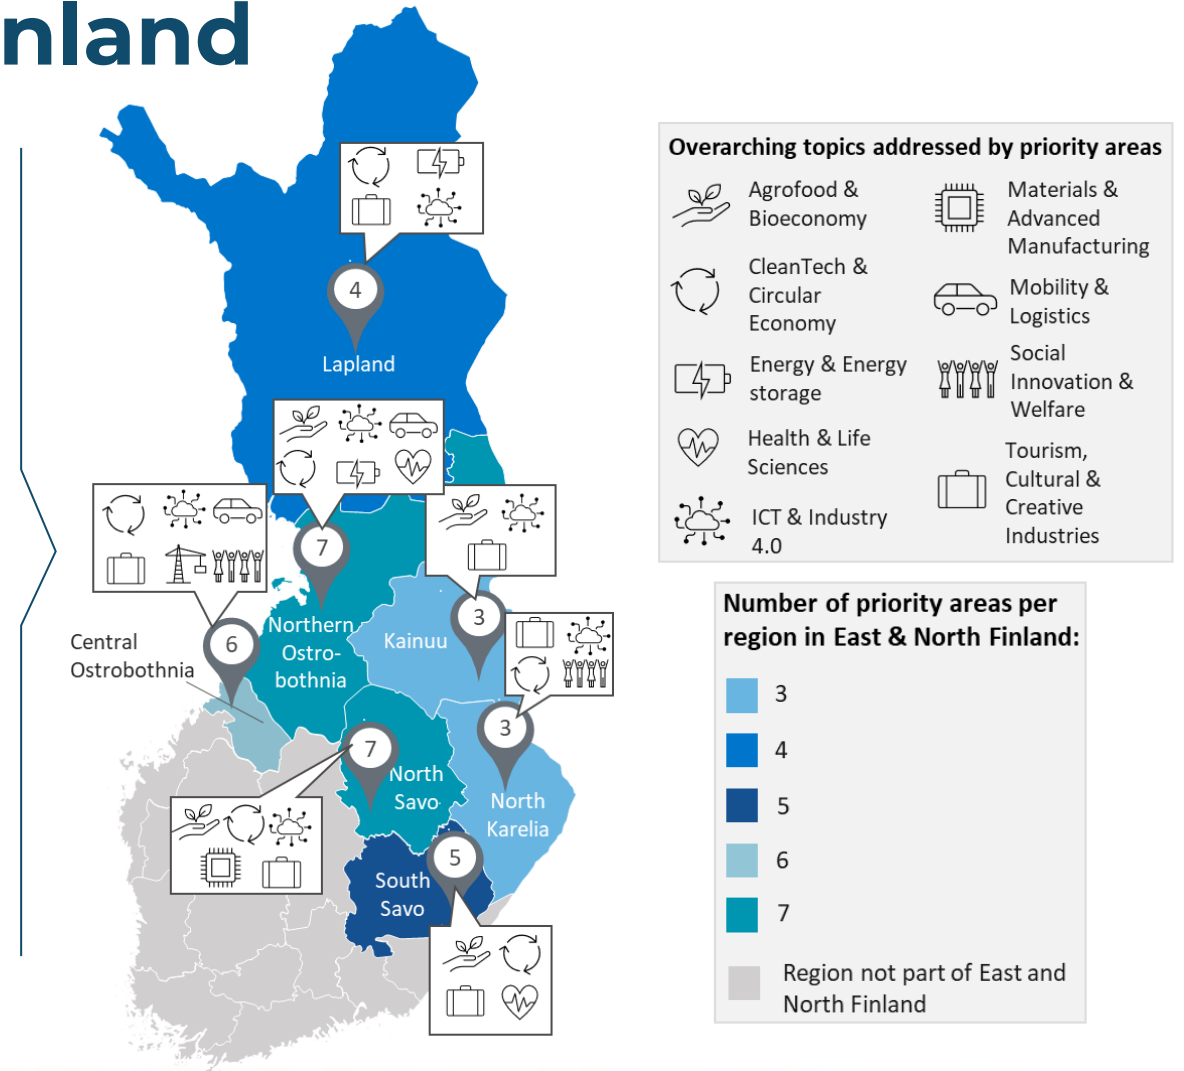 nland
4
Lapland
7
Northern
Ostro-
bothnia
Central
Ostrobothnia
6
Kainuu
3
3
North
Karelia
7
North
Savo
5
South
Savo
Overarching topics addressed by priority areas
Agrofood &
Bioeconomy
CleanTech &
Circular
Economy
Energy & Energy
storage
Health & Life
Sciences
ICT & Industry
4.0
Materials &
Advanced
Manufacturing
Mobility &
Logistics
Social
Innovation &
Welfare
Tourism,
Cultural &
Creative
Industries
Number of priority areas per
region in East & North Finland:
3
4
5
6
7
Region not part of East and
North Finland